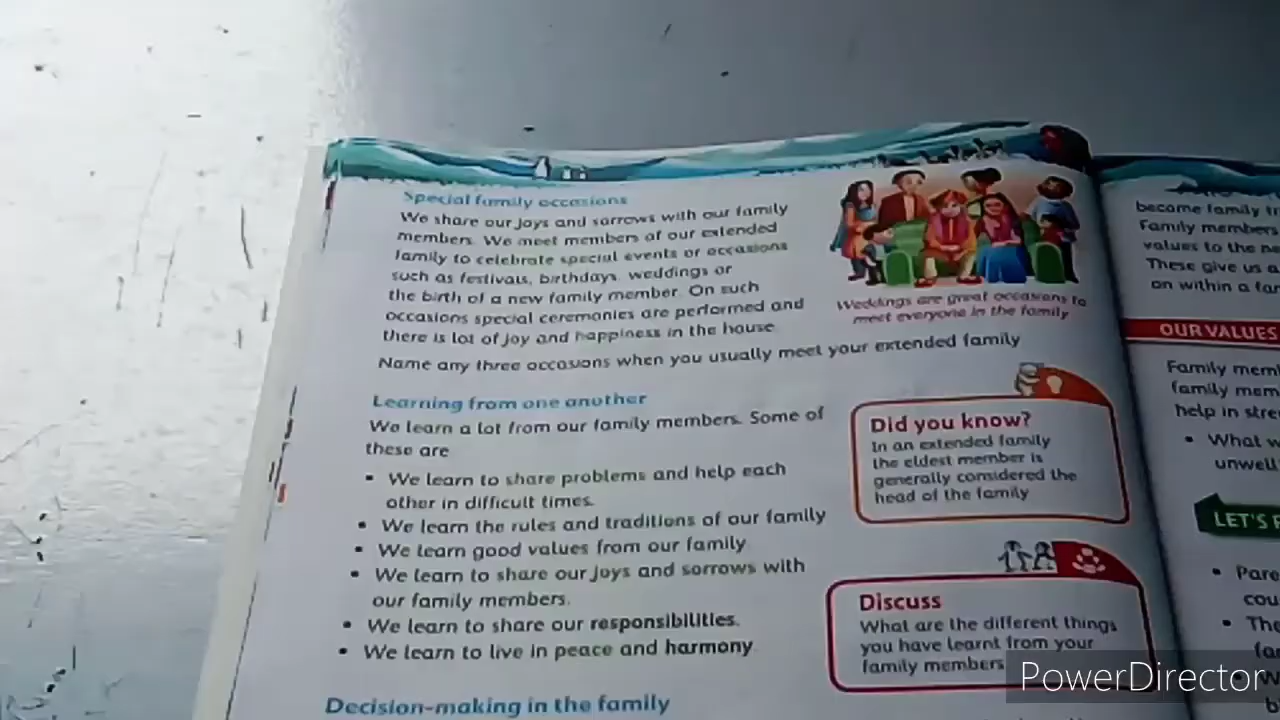 Special family occasions
We share our joys and sorrows with our family
members. We meet members of our extended
family to celebrate special events or occasions
such as festivals, birthdays, weddings or
the birth of a new family member. On such
occasions special ceremonies are performed and
there is lot of joy and happiness in the house.
Weddings are great occasions to
meet everyone in the family
Name any three occasions when you usually meet your extended family
Learning from one another
We learn a lot from our family members. Some of
these are
• We learn to share problems and help each
other in difficult times.
• We learn the rules and traditions of our family
• We learn good values from our family
• We learn to share our joys and sorrows with
our family members.
• We learn to share our responsibilities.
• We learn to live in peace and harmony.
Did you know?
In an extended family
the eldest member is
generally considered the
head of the family
Discuss
What are the different things
you have learnt from your
family members
Decision-making in the family
became family
Family members
values to the
These give us a
on within a
OUR VALUES
Family
family
help in
• What
unwell
LET'S
•
• The
PowerDirector